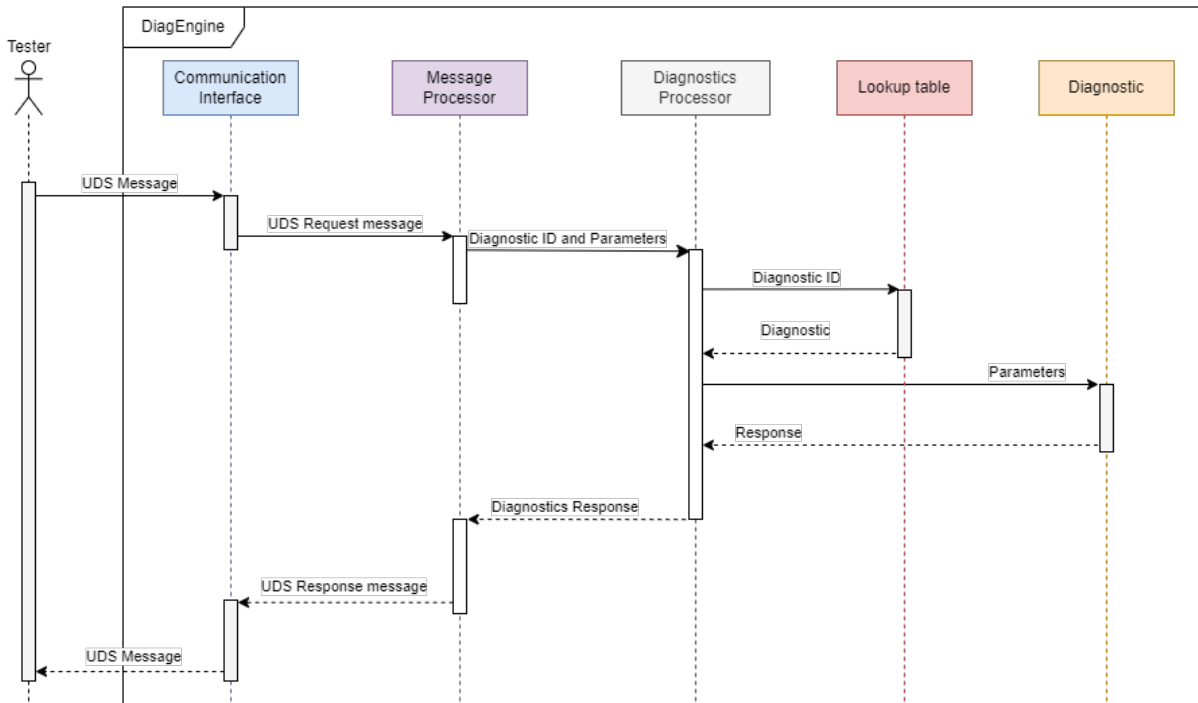 DiagEngine
Tester
Communication
Interface
Message
Processor
Diagnostics
Processor
Lookup table
Diagnostic
UDS Message
UDS Request message
Diagnostic ID and Parameters
Diagnostic ID
Diagnostic
Parameters
Response
Diagnostics Response
UDS Response message
UDS Message